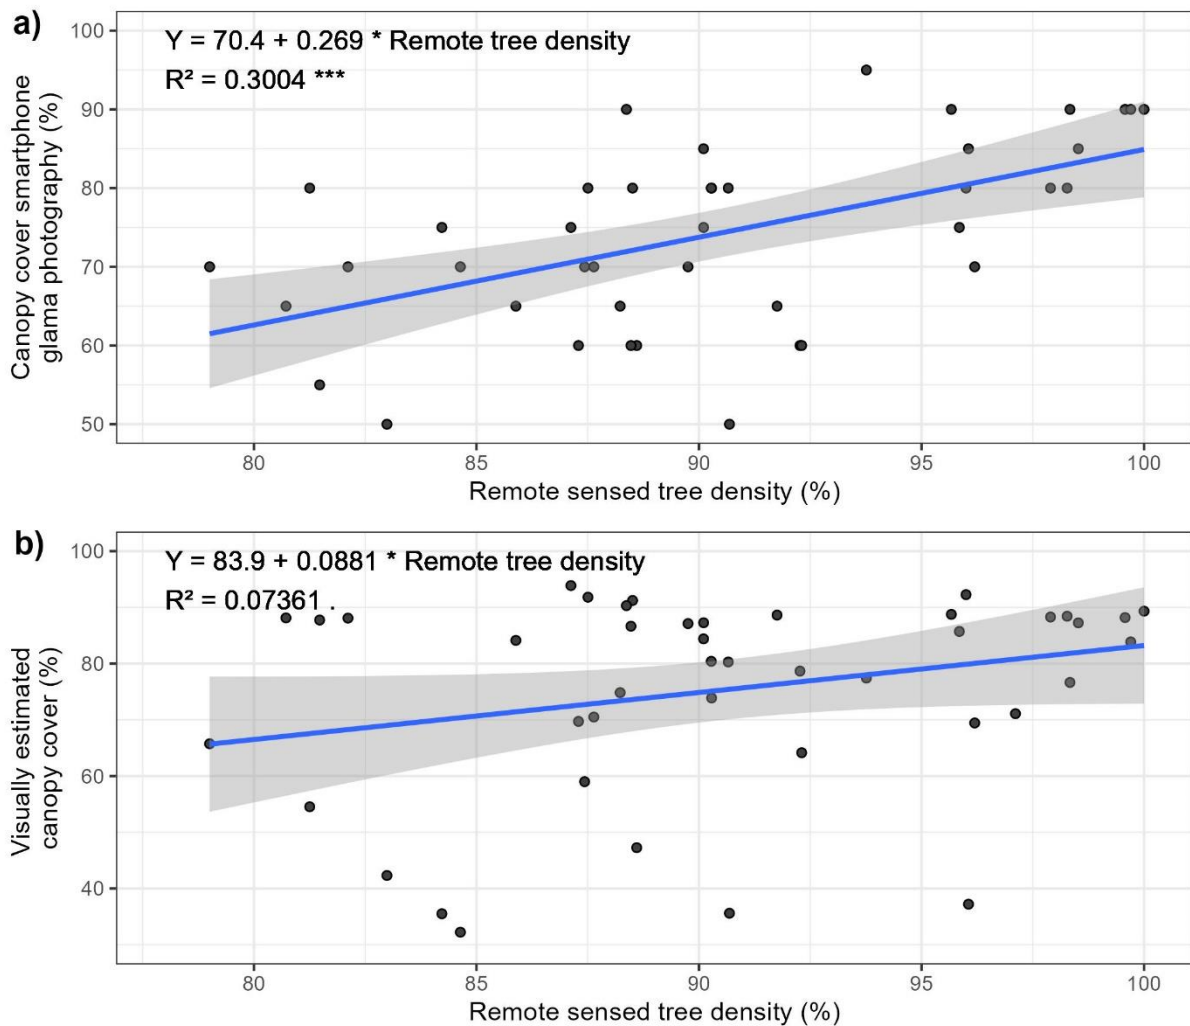 a)
Y = 70.4 + 0.269 * Remote tree density
R² = 0.3004 ***
Canopy cover smartphone
glama photography (%)
100
90
80
70
60
50
80 85 90 95 100
Remote sensed tree density (%)
b)
Y = 83.9 + 0.0881 * Remote tree density
R² = 0.07361 .
Visually estimated
canopy cover (%)
100
80
60
40
80 85 90 95 100
Remote sensed tree density (%)